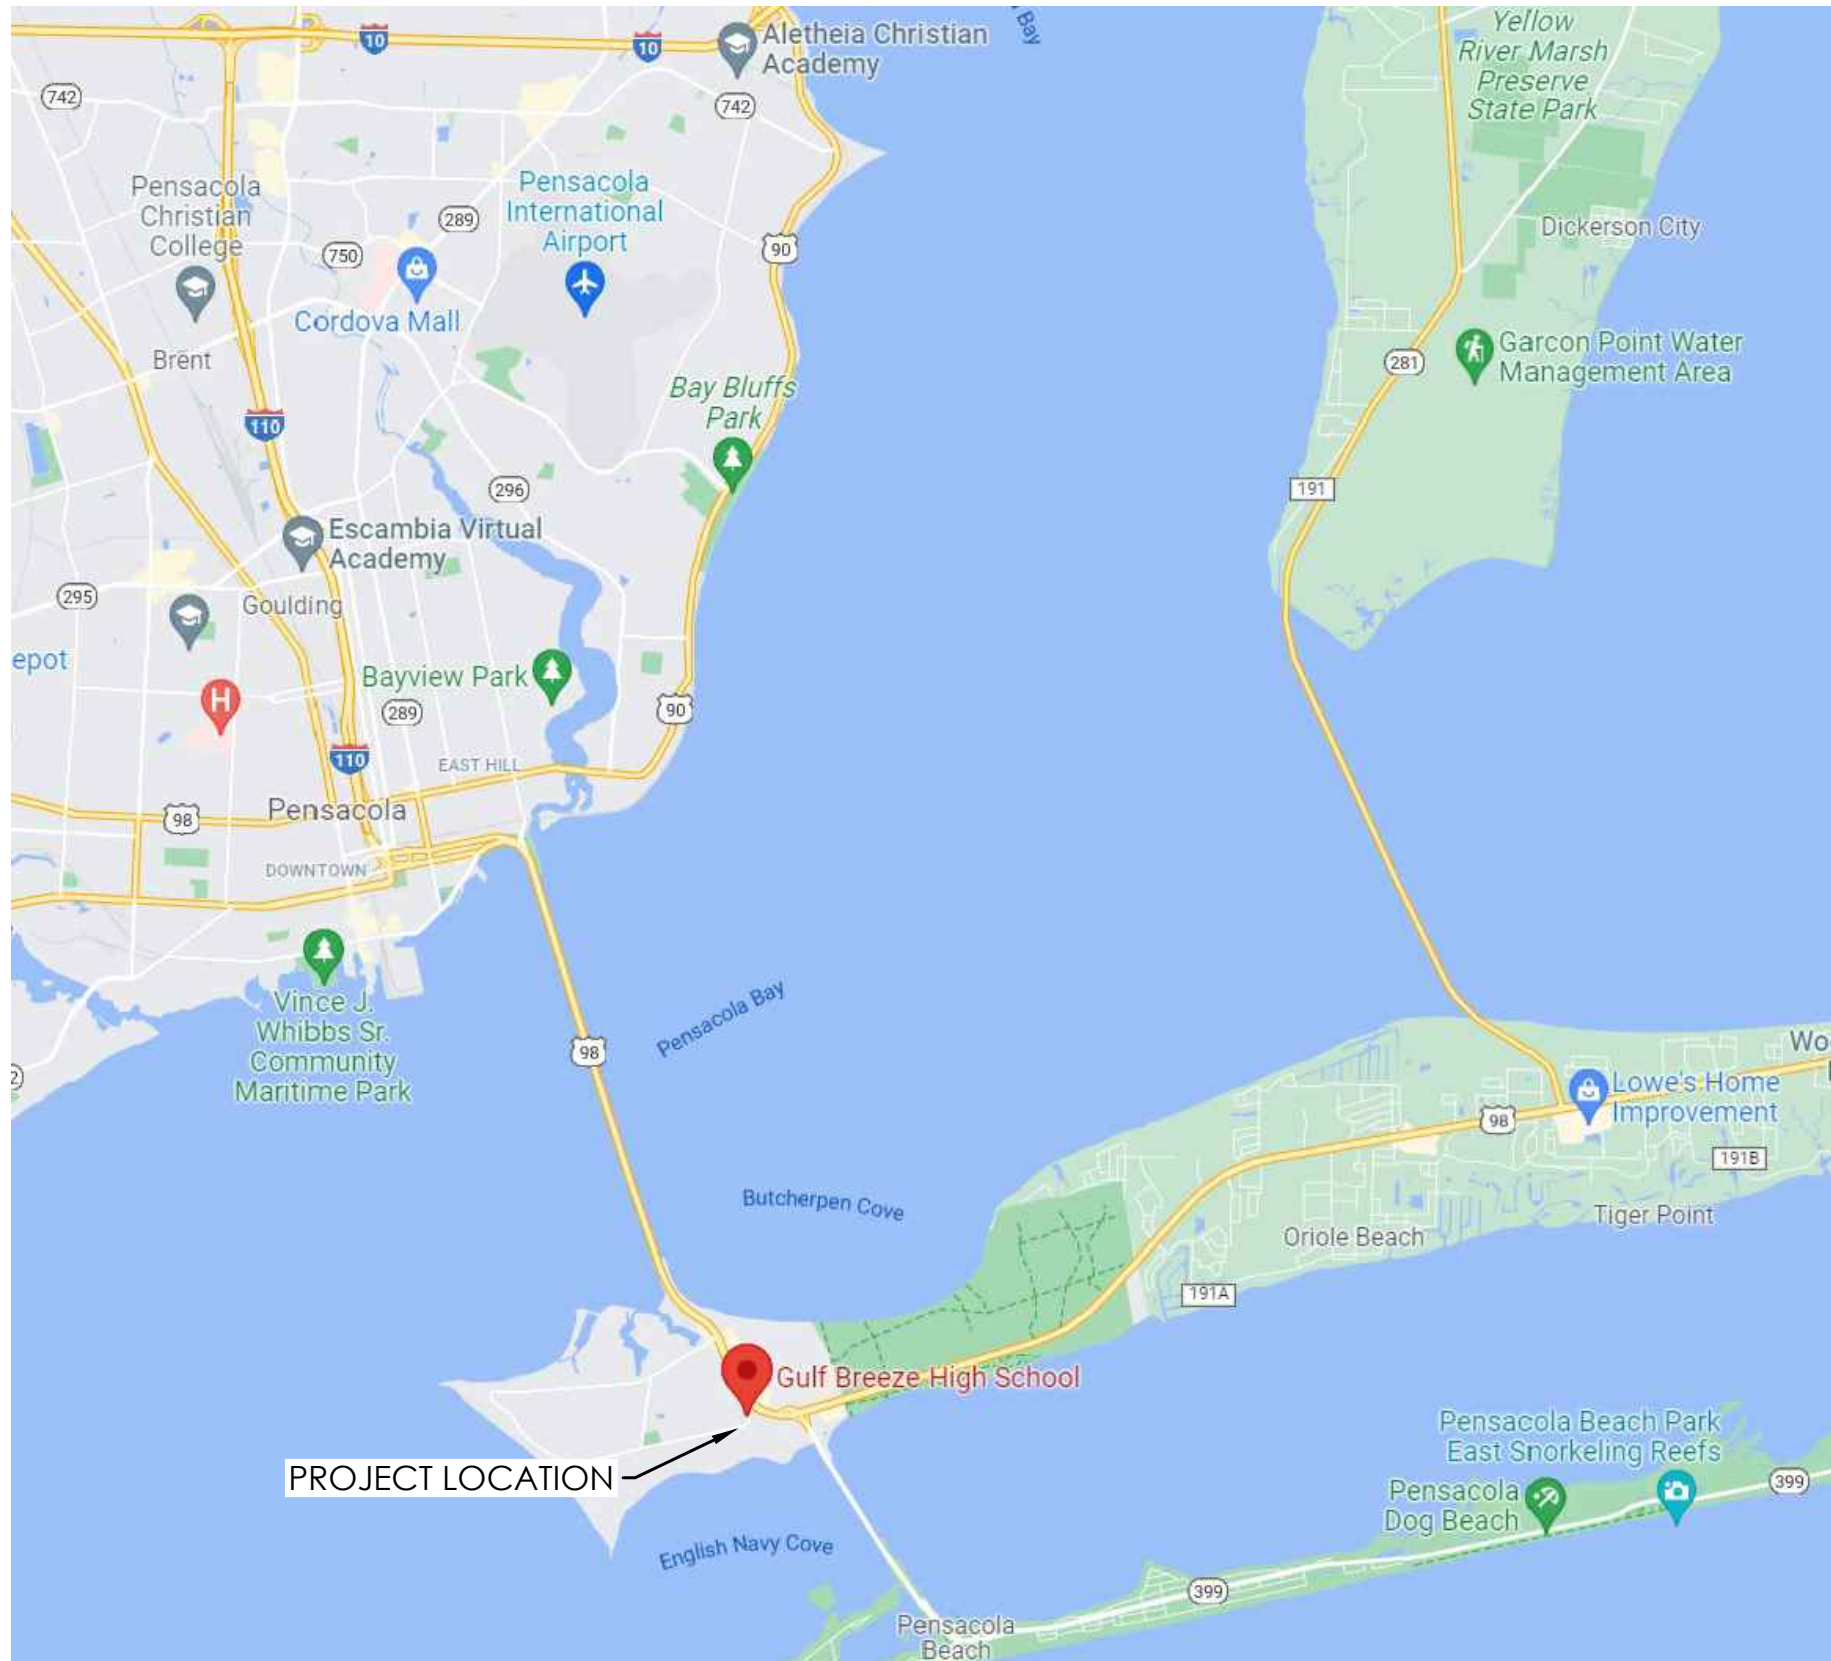 Bay
10
10
Aletheia Christian
Academy
742
742
Yellow
River Marsh
Preserve
State Park
Pensacola
Christian
College
289
750
Pensacola
International
Airport
90
Dickerson City
Cordova Mall
Brent
281
Garcon Point Water
Management Area
Bay Bluffs
Park
110
296
191
Escambia Virtual
Academy
295
Goulding
epot
H
Bayview Park
289
90
110
EAST HILL
98
Pensacola
DOWNTOWN
Vince J.
Whibbs Sr.
Community
Maritime Park
2
98
Pensacola Bay
Wo
Lowe's Home
Improvement
98
191B
Butcherpen Cove
Tiger Point
Oriole Beach
191A
Gulf Breeze High School
PROJECT LOCATION
Pensacola Beach Park
East Snorkeling Reefs
Pensacola
Dog Beach
399
English Navy Cove
399
Pensacola
Beach